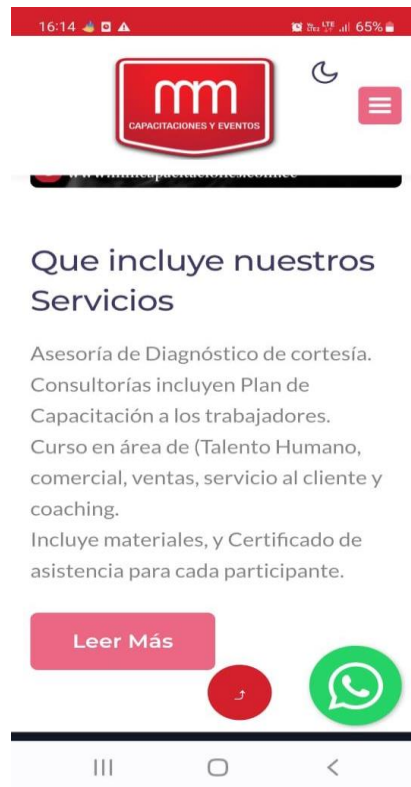 16:14
LTE
65%
mm
CAPACITACIONES Y EVENTOS
Que incluye nuestros
Servicios
Asesoría de Diagnóstico de cortesía.
Consultorías incluyen Plan de
Capacitación a los trabajadores.
Curso en área de (Talento Humano,
comercial, ventas, servicio al cliente y
coaching.
Incluye materiales, y Certificado de
asistencia para cada participante.
Leer Más